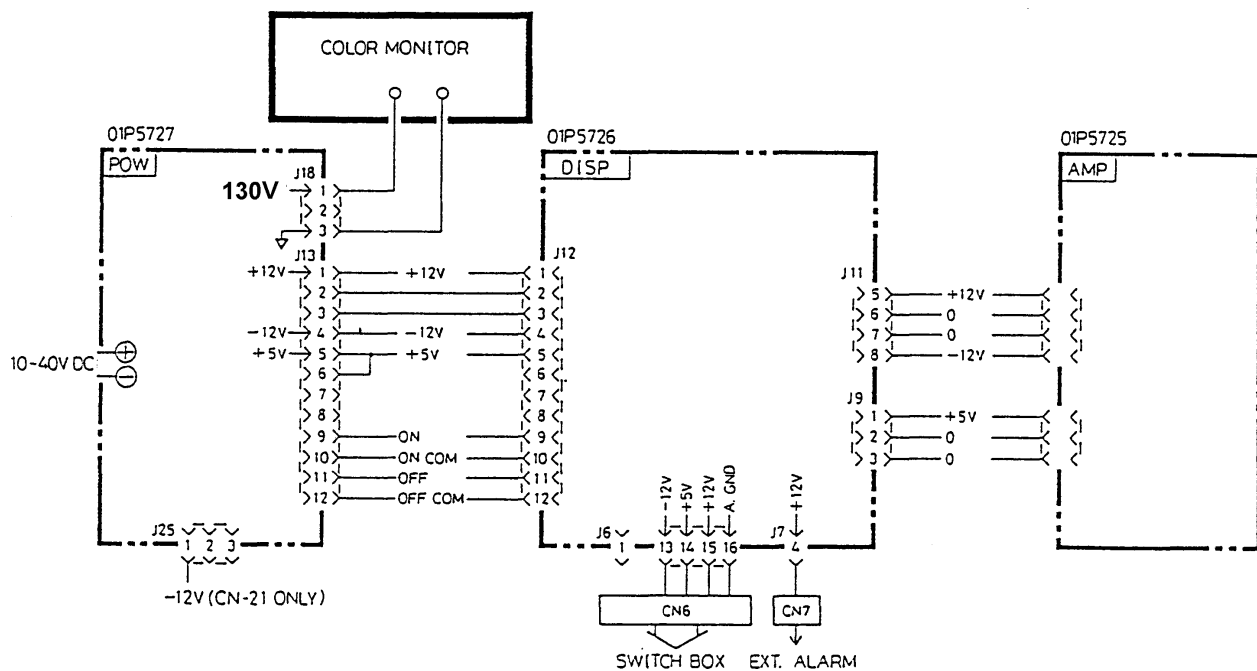 COLOR MONITOR
01P5727
POW
J18
130V
1
2
3
J13
+12V 1 +12V
2
3
-12V 4 -12V
+5V 5 +5V
6
7
8
9 ON
10 ON COM
11 OFF
12 OFF COM
10-40V DC
+
-
J25
1 2 3
-12V (CN-21 ONLY)
01P5726
DISP
J12
1
2
3
4
5
6
7
8
9
10
11
12
J11
5 +12V
6 0
7 0
8 -12V
J9
1 +5V
2 0
3 0
-12V
+5V
+12V
A. GND
+12V
J6
1 13 14 15 16
J7
4
CN6
CN7
SWITCH BOX
EXT. ALARM
01P5725
AMP